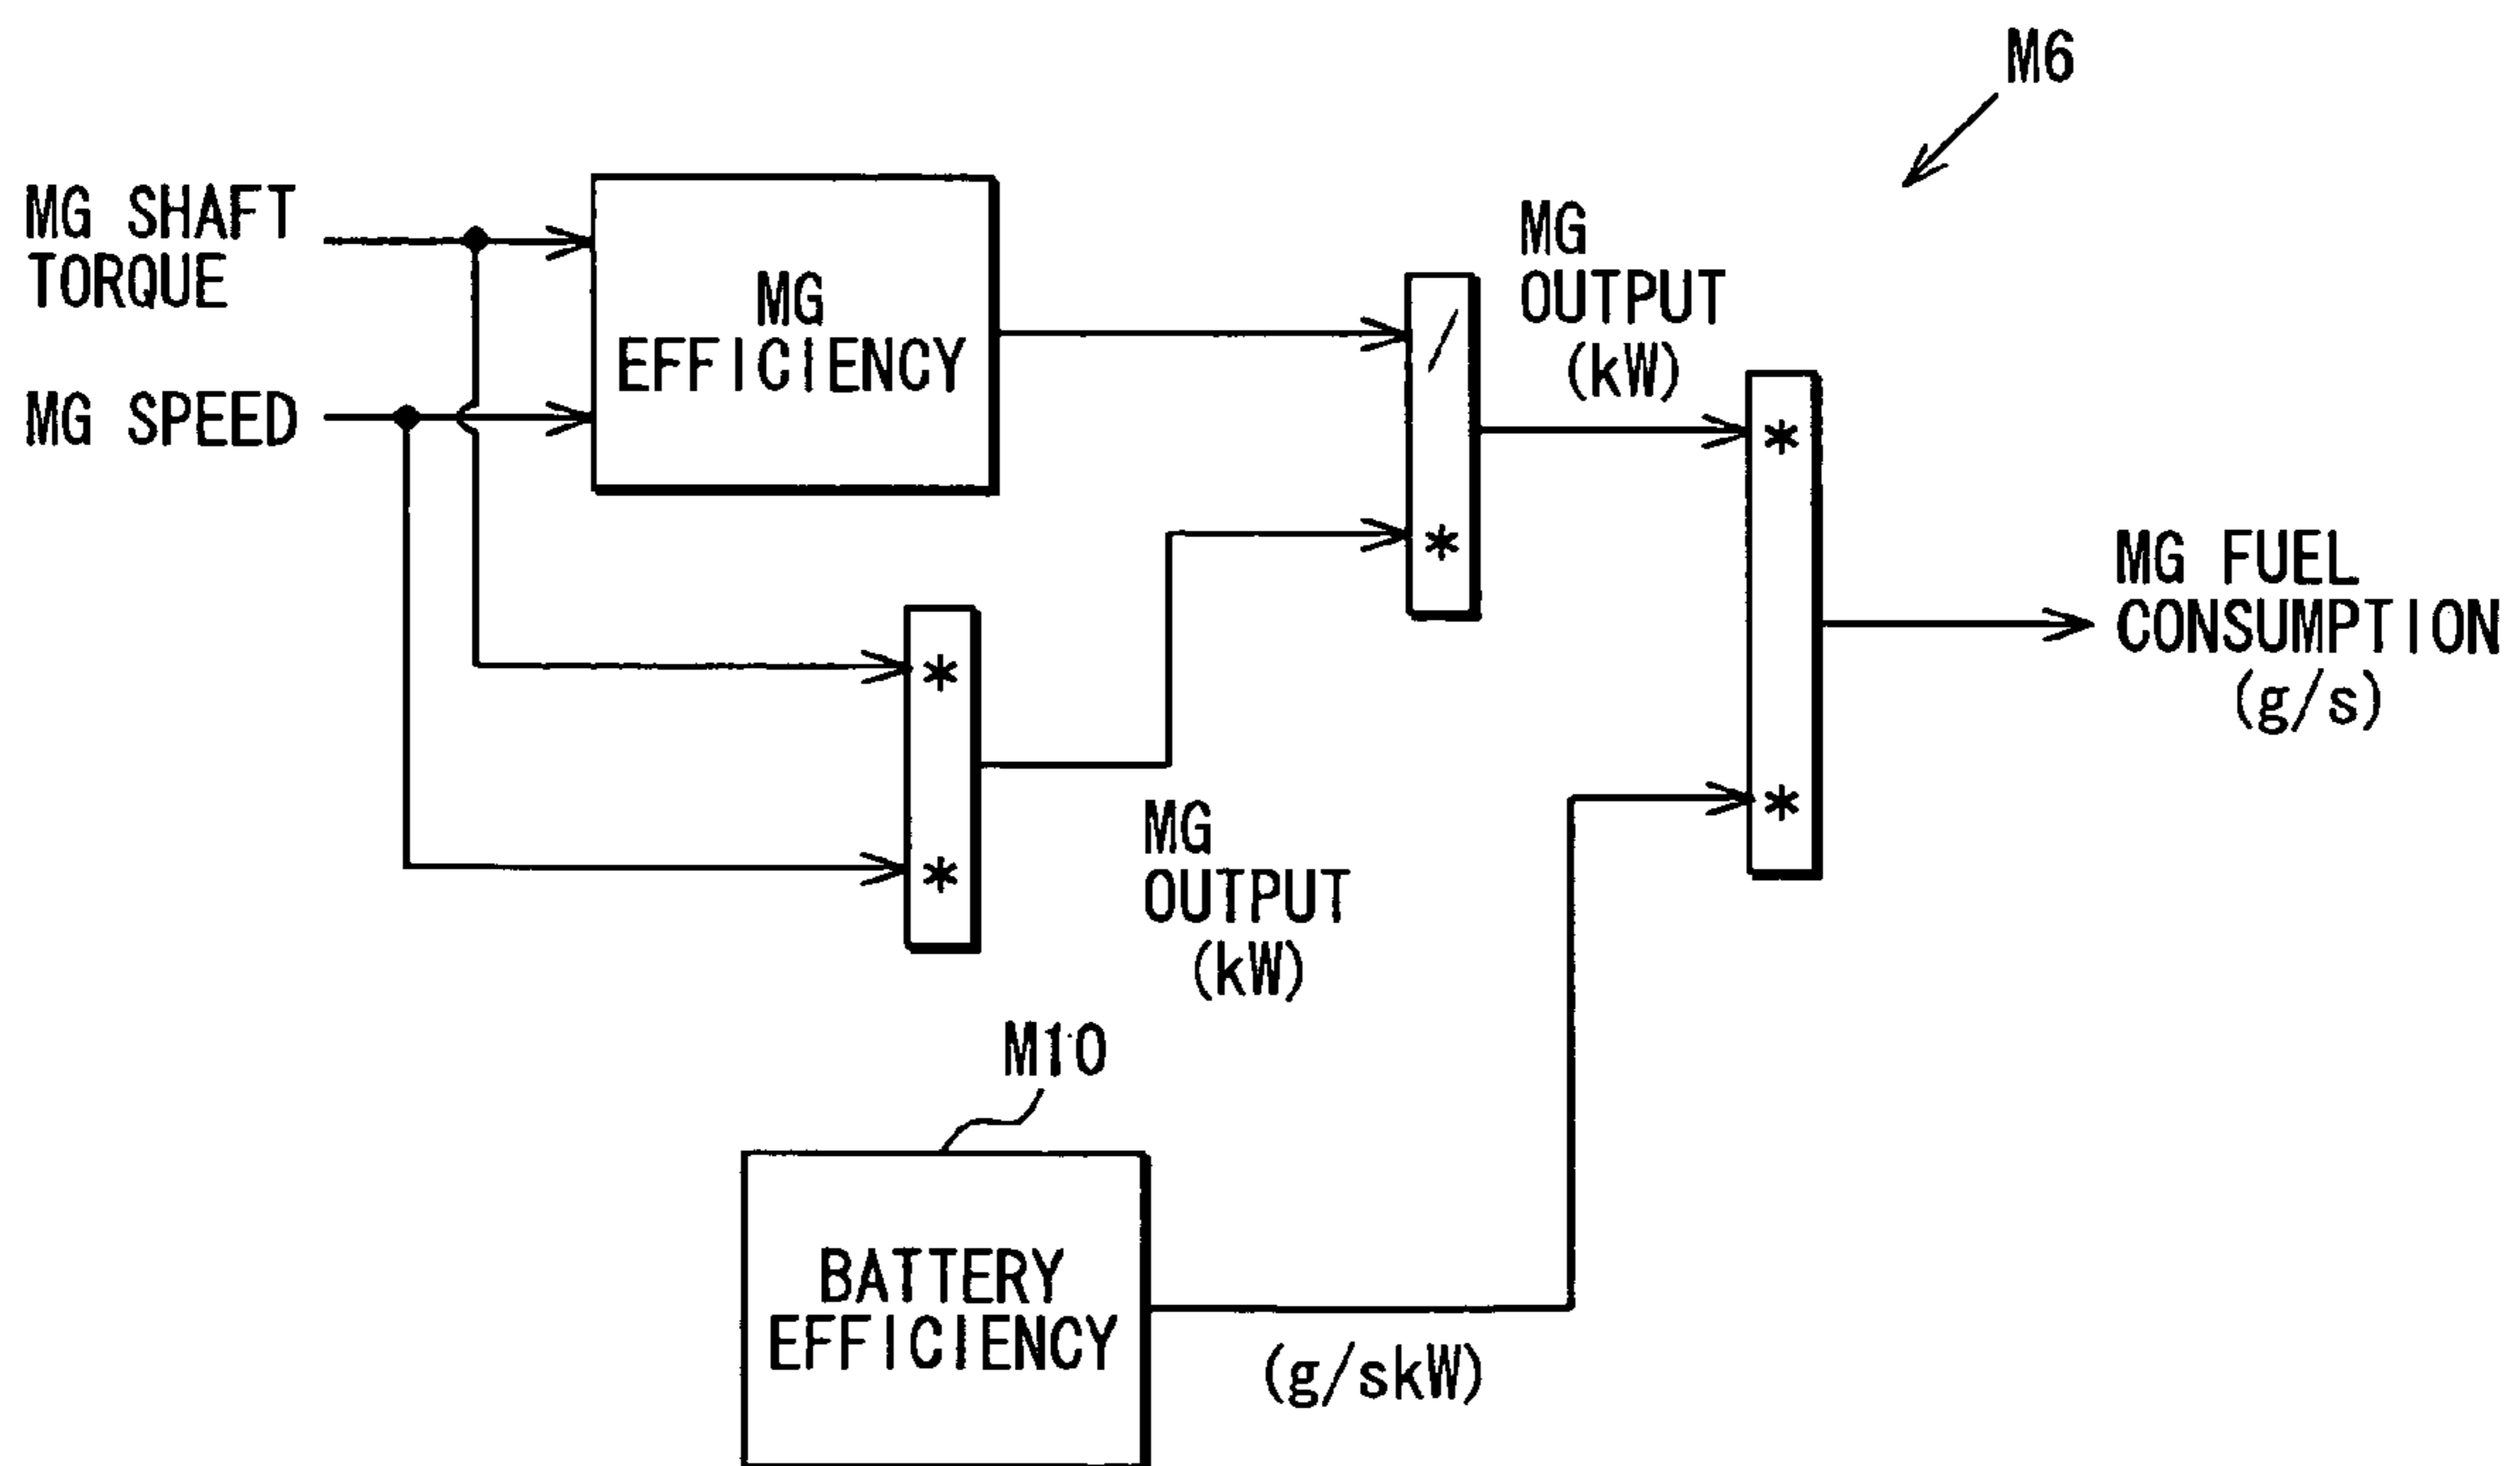 M6
MG SHAFT
TORQUE
MG SPEED
MG
EFFICIENCY
/
*
MG
OUTPUT
(kW)
*
*
MG FUEL
CONSUMPTION
(g/s)
*
*
MG
OUTPUT
(kW)
M10
BATTERY
EFFICIENCY
(g/skW)